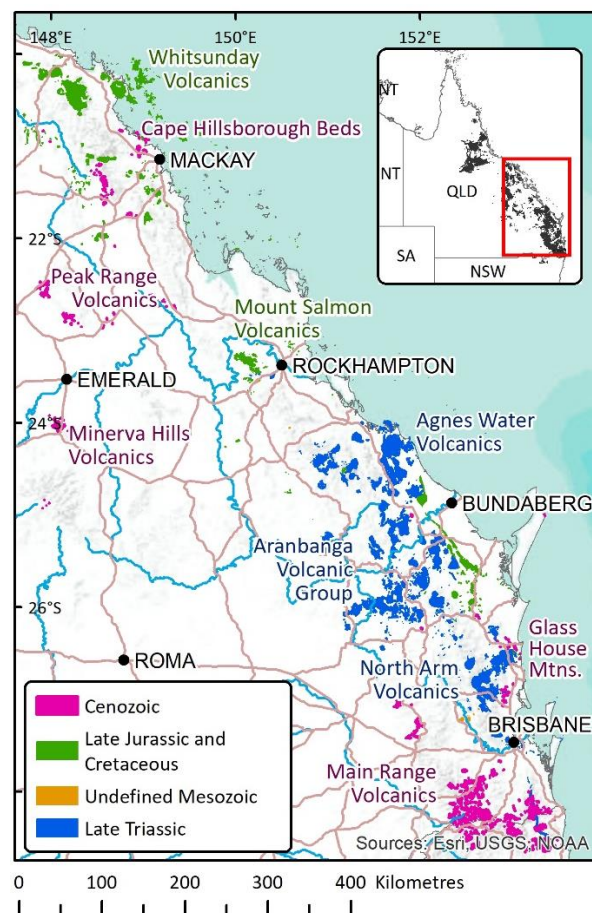 148°E
150°E
152°E
Whitsunday
Volcanics
Cape Hillsborough Beds
MACKAY
NT
NT
QLD
SA
NSW
22°S
Peak Range
Volcanics
Mount Salmon
Volcanics
ROCKHAMPTON
EMERALD
24°S
Minerva Hills
Volcanics
Agnes Water
Volcanics
BUNDABERG
Aranbanga
Volcanic
Group
26°S
Glass
House
Mtns.
ROMA
North Arm
Volcanics
BRISBANE
Main Range
Volcanics
Cenozoic
Late Jurassic and
Cretaceous
Undefined Mesozoic
Late Triassic
Sources: Esri, USGS, NOAA
0 100 200 300 400 Kilometres